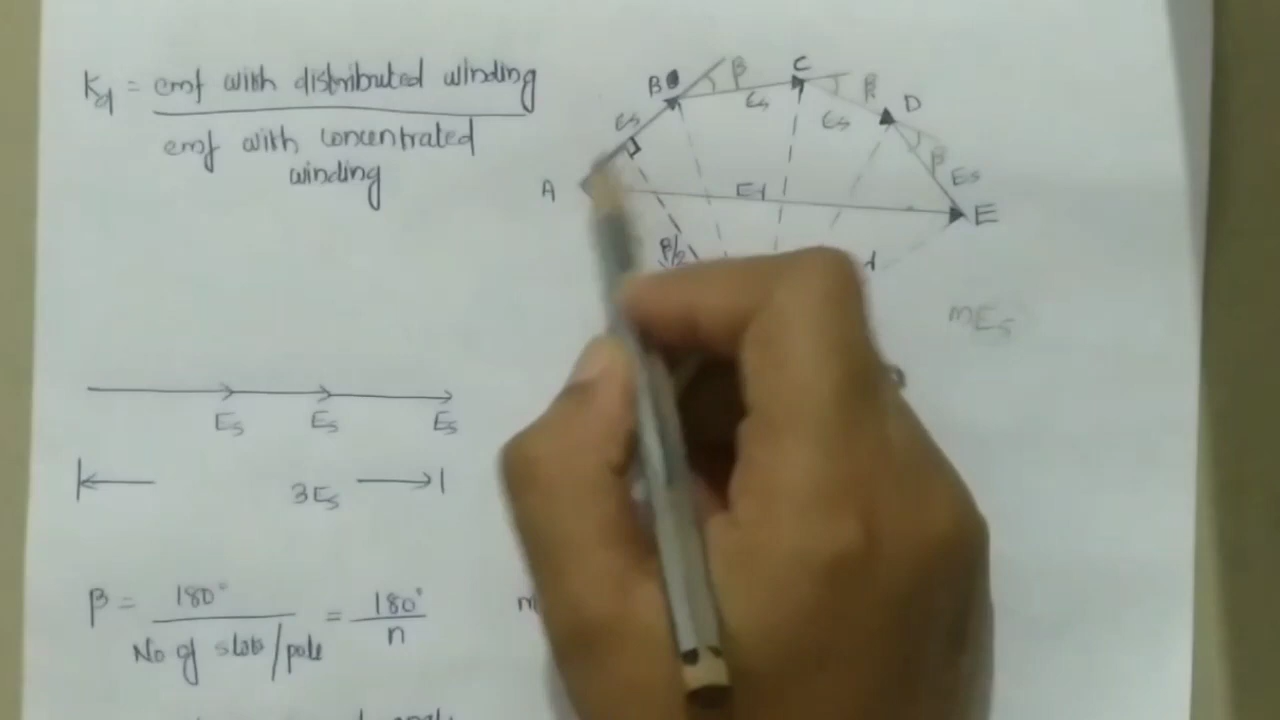 Kd = emf with distributed winding
emf with concentrated
winding
B β C β D
Es Es Es β Es
A Er E
β/2
mEs
Es Es Es
3Es
β = 180° / No of slots/pole = 180° / n
m